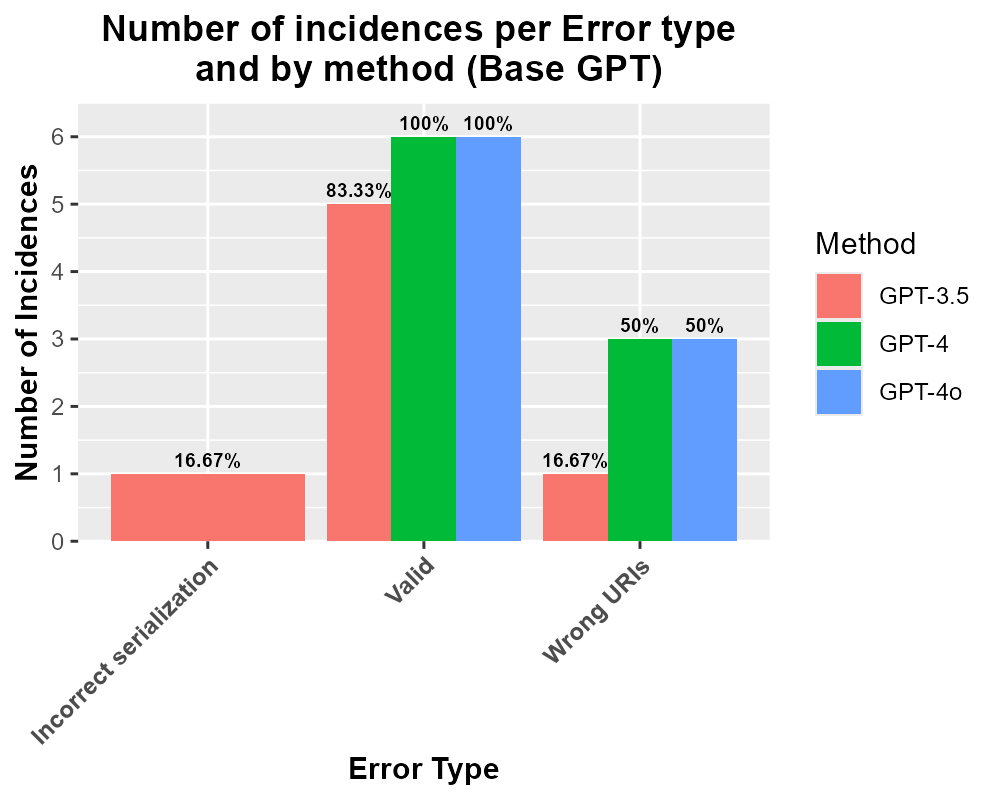 Number of incidences per Error type
and by method (Base GPT)
Number of Incidences
6
5
4
3
2
1
0
16.67%
83.33%
100%
100%
16.67%
50%
50%
Incorrect serialization
Valid
Wrong URIs
Error Type
Method
GPT-3.5
GPT-4
GPT-4o